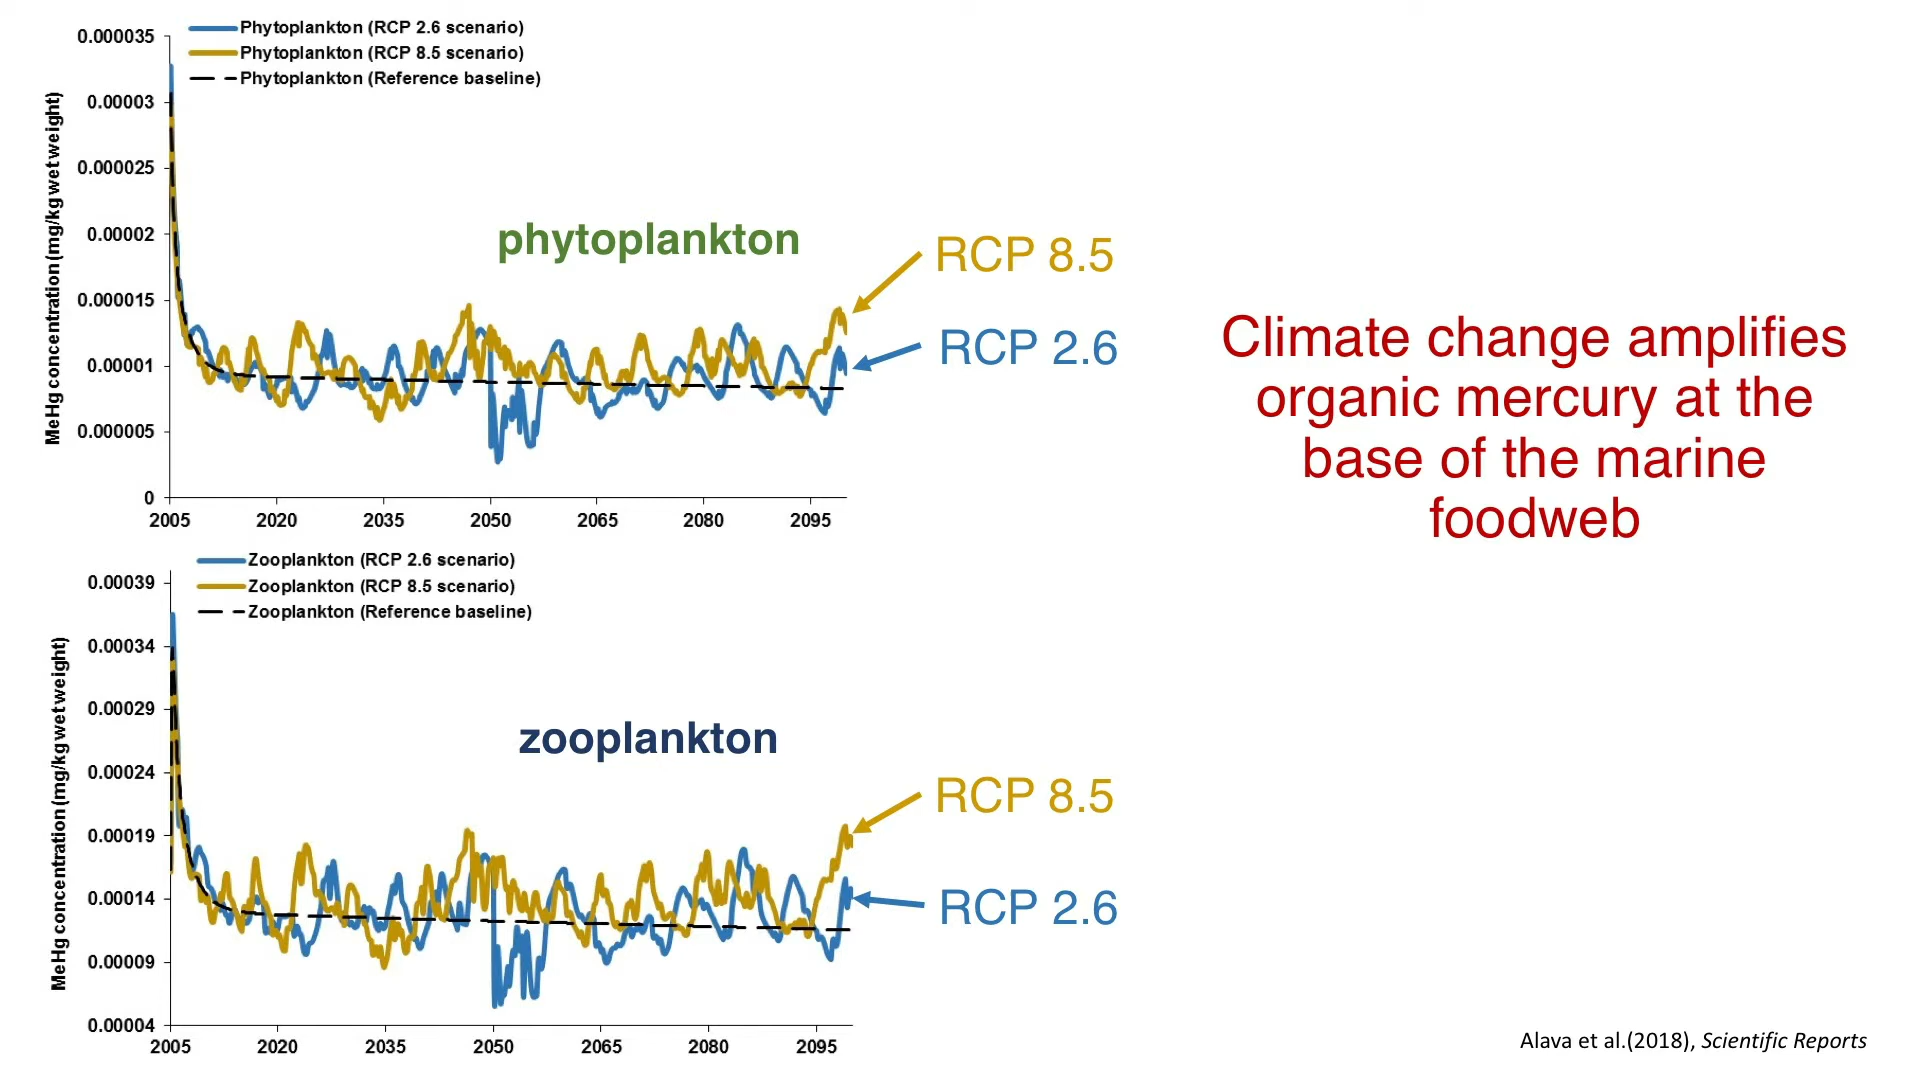 Phytoplankton (RCP 2.6 scenario)
Phytoplankton (RCP 8.5 scenario)
Phytoplankton (Reference baseline)
MeHg concentration (mg/kg wet weight)
0.000035
0.00003
0.000025
0.00002
0.000015
0.00001
0.000005
0
2005 2020 2035 2050 2065 2080 2095
phytoplankton
RCP 8.5
RCP 2.6
Zooplankton (RCP 2.6 scenario)
Zooplankton (RCP 8.5 scenario)
Zooplankton (Reference baseline)
MeHg concentration (mg/kg wet weight)
0.00039
0.00034
0.00029
0.00024
0.00019
0.00014
0.00009
0.00004
2005 2020 2035 2050 2065 2080 2095
zooplankton
RCP 8.5
RCP 2.6
Climate change amplifies
organic mercury at the
base of the marine
foodweb
Alava et al.(2018), Scientific Reports